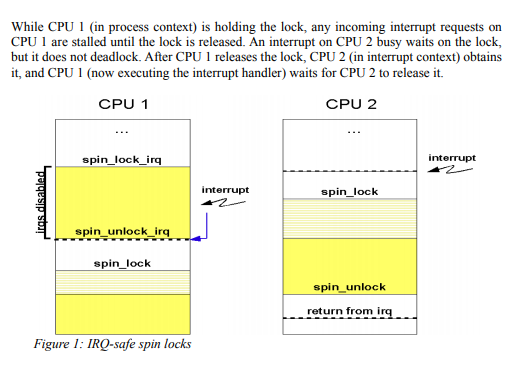 While CPU 1 (in process context) is holding the lock, any incoming interrupt requests on
CPU 1 are stalled until the lock is released. An interrupt on CPU 2 busy waits on the lock,
but it does not deadlock. After CPU 1 releases the lock, CPU 2 (in interrupt context) obtains
it, and CPU 1 (now executing the interrupt handler) waits for CPU 2 to release it.
CPU 1
CPU 2
...
...
spin_lock_irq
interrupt
irqs disabled
interrupt
spin_lock
spin_unlock_irq
spin_lock
spin_unlock
return from irq
Figure 1: IRQ-safe spin locks